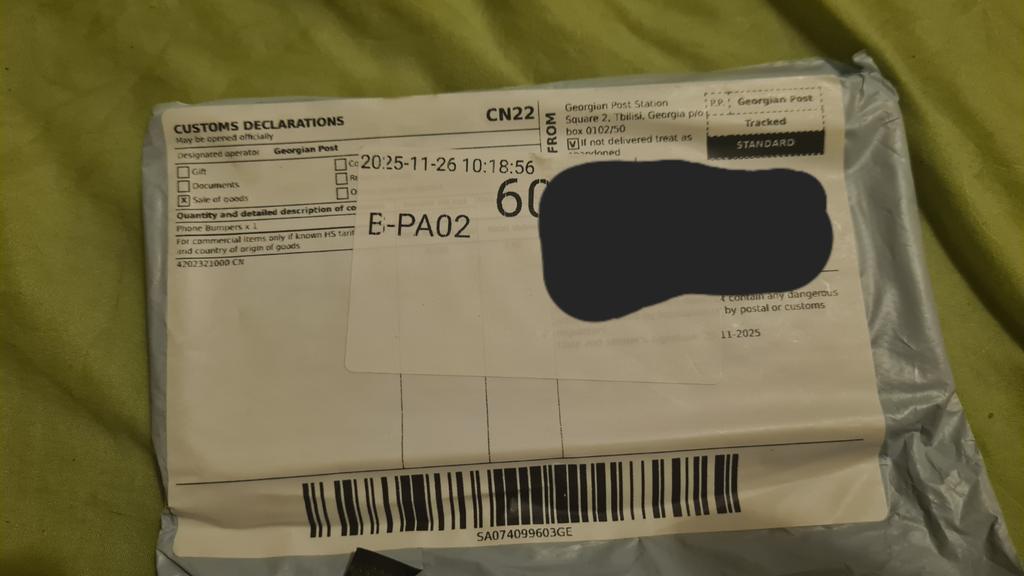 CUSTOMS DECLARATIONS
May be opened officially
CN22
Designated operator Georgian Post
Gift
Documents
x Sale of goods
Quantity and detailed description of
Phone Bumpers x 1
For commercial items only if known HS
and country of origin of goods
4202321000 CN
FROM
Georgian Post Station
Square 2, Tbilisi, Georgia p/o
box 0102/50
V If not delivered treat as
abandoned
P.P. Georgian Post
Tracked
STANDARD
2025-11-26 10:18:56
60
B-PA02
contain any dangerous
by postal or customs
11-2025
SA074099603GE